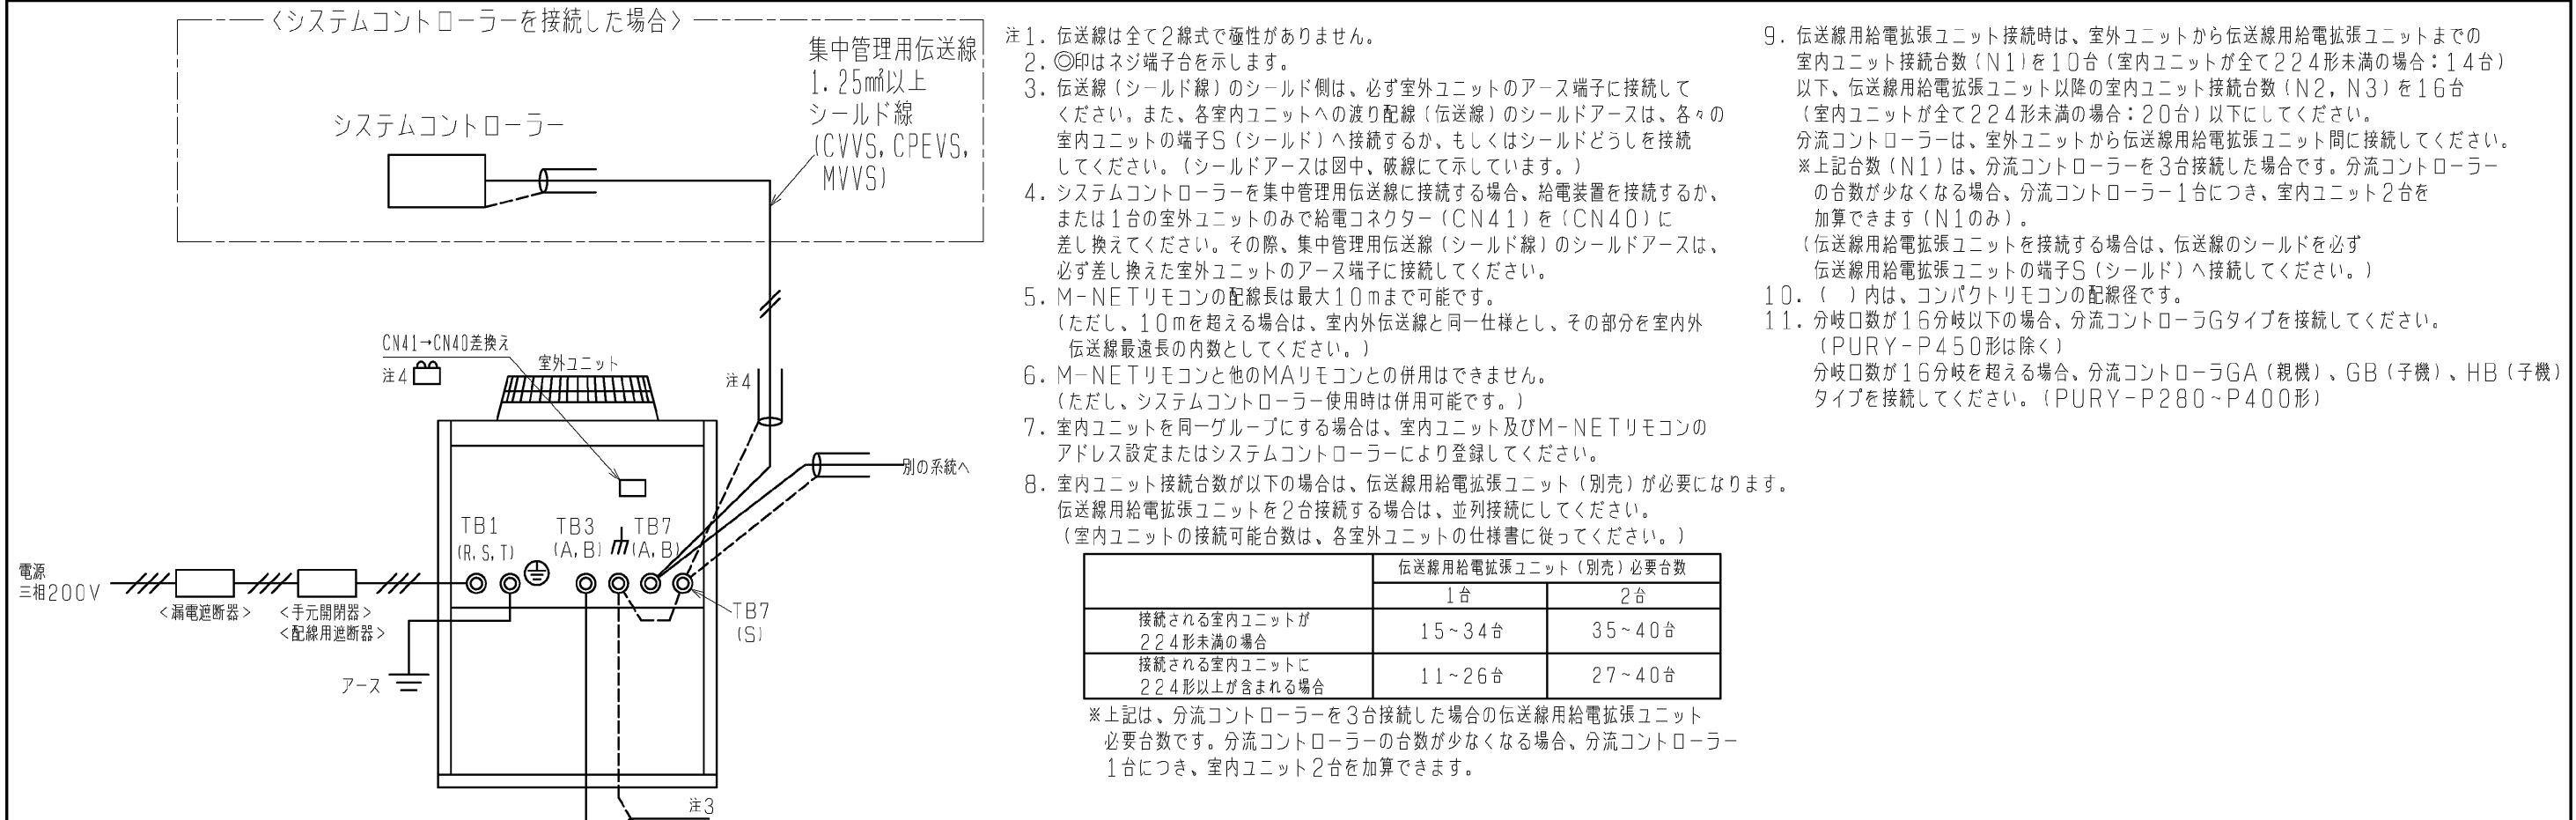 〈システムコントローラーを接続した場合〉
集中管理用伝送線
1.25㎟以上
シールド線
(CVVS, CPEVS,
MVVS)
システムコントローラー
CN41→CN40差換え
注4
室外ユニット
注4
別の系統へ
TB1
(R, S, T)
TB3
(A, B)
TB7
(A, B)
電源
三相200V
<漏電遮断器>
<手元開閉器>
<配線用遮断器>
TB7
(S)
アース
注3
注1. 伝送線は全て2線式で極性がありません。
2. ◎印はネジ端子台を示します。
3. 伝送線(シールド線)のシールド側は、必ず室外ユニットのアース端子に接続して
ください。また、各室内ユニットへの渡り配線(伝送線)のシールドアースは、各々の
室内ユニットの端子S(シールド)へ接続するか、もしくはシールドどうしを接続
してください。(シールドアースは図中、破線にて示しています。)
4. システムコントローラーを集中管理用伝送線に接続する場合、給電装置を接続するか、
または1台の室外ユニットのみで給電コネクター(CN41)を(CN40)に
差し換えてください。その際、集中管理用伝送線(シールド線)のシールドアースは、
必ず差し換えた室外ユニットのアース端子に接続してください。
5. M-NETリモコンの配線長は最大10mまで可能です。
(ただし、10mを超える場合は、室内外伝送線と同一仕様とし、その部分を室内外
伝送線最遠長の内数としてください。)
6. M-NETリモコンと他のMAリモコンとの併用はできません。
(ただし、システムコントローラー使用時は併用可能です。)
7. 室内ユニットを同一グループにする場合は、室内ユニット及びM-NETリモコンの
アドレス設定またはシステムコントローラーにより登録してください。
8. 室内ユニット接続台数が以下の場合は、伝送線用給電拡張ユニット(別売)が必要になります。
伝送線用給電拡張ユニットを2台接続する場合は、並列接続にしてください。
(室内ユニットの接続可能台数は、各室外ユニットの仕様書に従ってください。)
伝送線用給電拡張ユニット(別売)必要台数
1台 2台
接続される室内ユニットが
224形未満の場合
15~34台 35~40台
接続される室内ユニットに
224形以上が含まれる場合
11~26台 27~40台
※上記は、分流コントローラーを3台接続した場合の伝送線用給電拡張ユニット
必要台数です。分流コントローラーの台数が少なくなる場合、分流コントローラー
1台につき、室内ユニット2台を加算できます。
9. 伝送線用給電拡張ユニット接続時は、室外ユニットから伝送線用給電拡張ユニットまでの
室内ユニット接続台数(N1)を10台(室内ユニットが全て224形未満の場合:14台)
以下、伝送線用給電拡張ユニット以降の室内ユニット接続台数(N2, N3)を16台
(室内ユニットが全て224形未満の場合:20台)以下にしてください。
分流コントローラーは、室外ユニットから伝送線用給電拡張ユニット間に接続してください。
※上記台数(N1)は、分流コントローラーを3台接続した場合です。分流コントローラー
の台数が少なくなる場合、分流コントローラー1台につき、室内ユニット2台を
加算できます(N1のみ)。
(伝送線用給電拡張ユニットを接続する場合は、伝送線のシールドを必ず
伝送線用給電拡張ユニットの端子S(シールド)へ接続してください。)
10. ( )内は、コンパクトリモコンの配線径です。
11. 分岐口数が16分岐以下の場合、分流コントローラGタイプを接続してください。
(PURY-P450形は除く)
分岐口数が16分岐を超える場合、分流コントローラGA(親機)、GB(子機)、HB(子機)
タイプを接続してください。(PURY-P280~P400形)